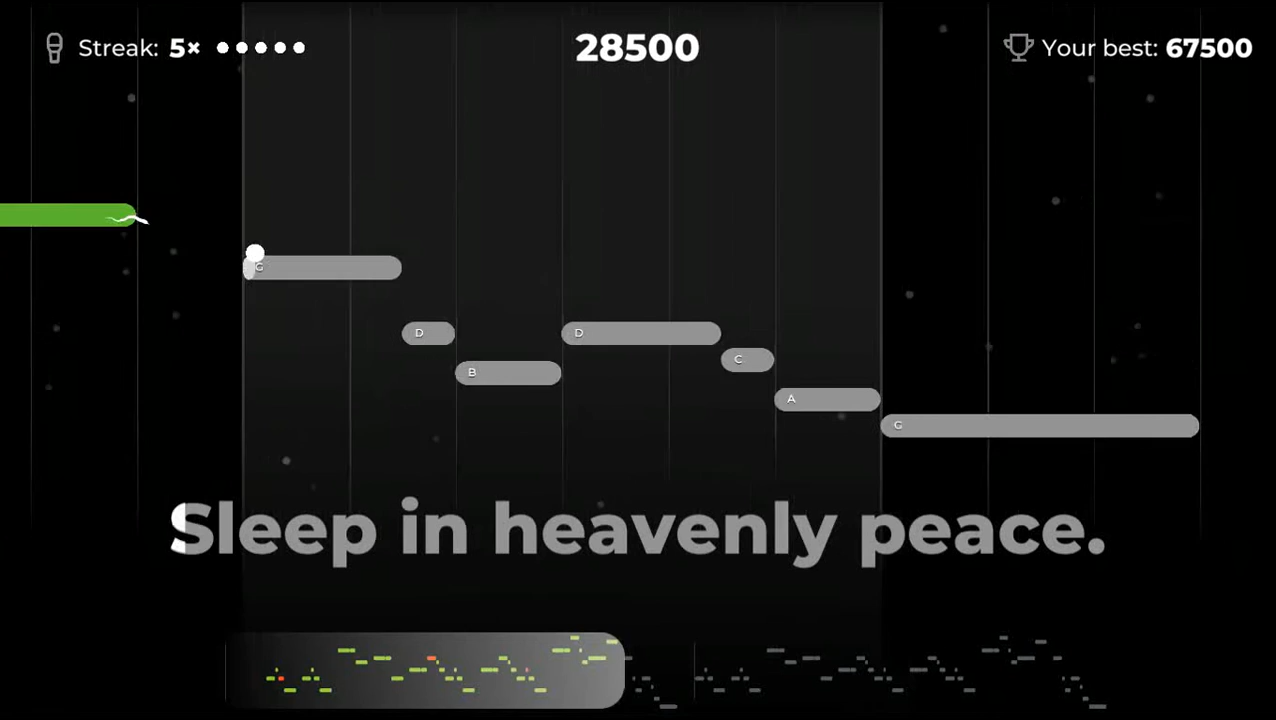 Streak: 5×
28500
Your best: 67500
G
D
D
C
B
A
G
Sleep in heavenly peace.